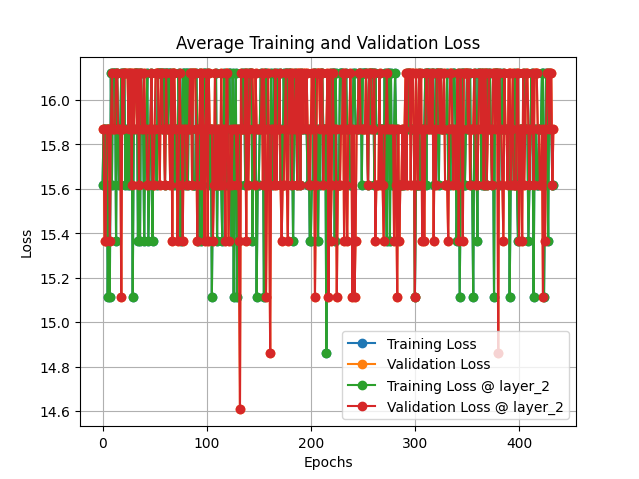 Average Training and Validation Loss
16.0
15.8
15.6
15.4
15.2
15.0
14.8
14.6
Loss
0
100
200
300
400
Epochs
Training Loss
Validation Loss
Training Loss @ layer_2
Validation Loss @ layer_2